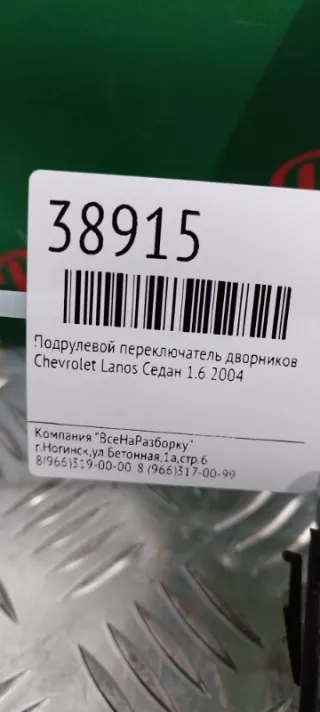 38915
Подрулевой переключатель дворников
Chevrolet Lanos Седан 1.6 2004
Компания "ВсеНаРазборку"
г.Ногинск,ул Бетонная,1а,стр.6
8(966)319-00-00 8 (966)317-00-99